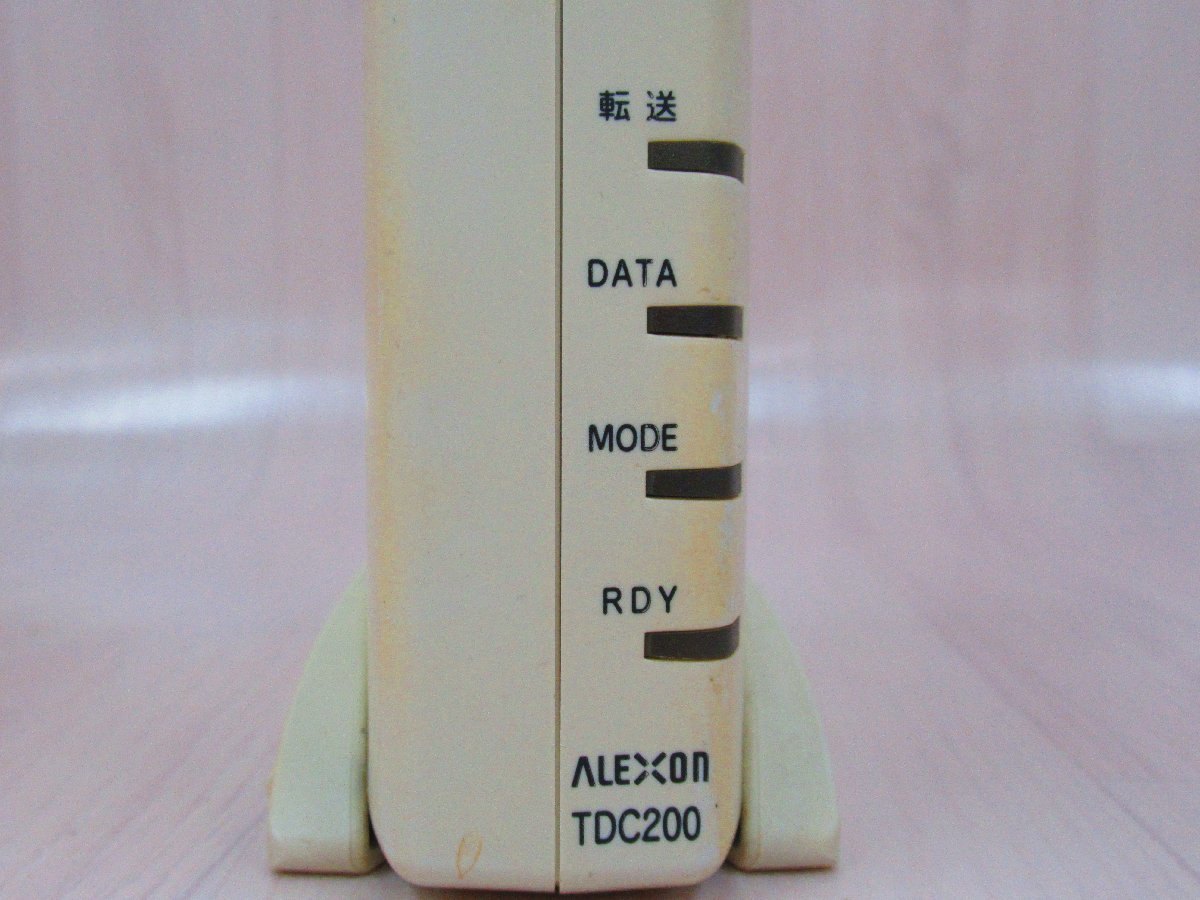 転送
DATA
MODE
RDY
ALEXON
TDC200